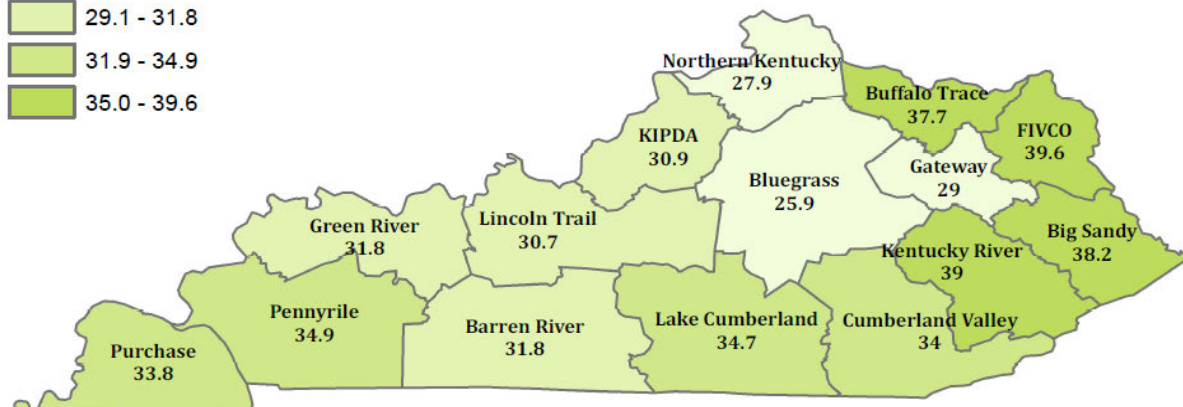 29.1 - 31.8
31.9 - 34.9
35.0 - 39.6
Northern Kentucky
27.9
Buffalo Trace
37.7
FIVCO
39.6
KIPDA
30.9
Gateway
29
Bluegrass
25.9
Lincoln Trail
30.7
Green River
31.8
Big Sandy
38.2
Kentucky River
39
Pennyrile
34.9
Barren River
31.8
Lake Cumberland
34.7
Cumberland Valley
34
Purchase
33.8